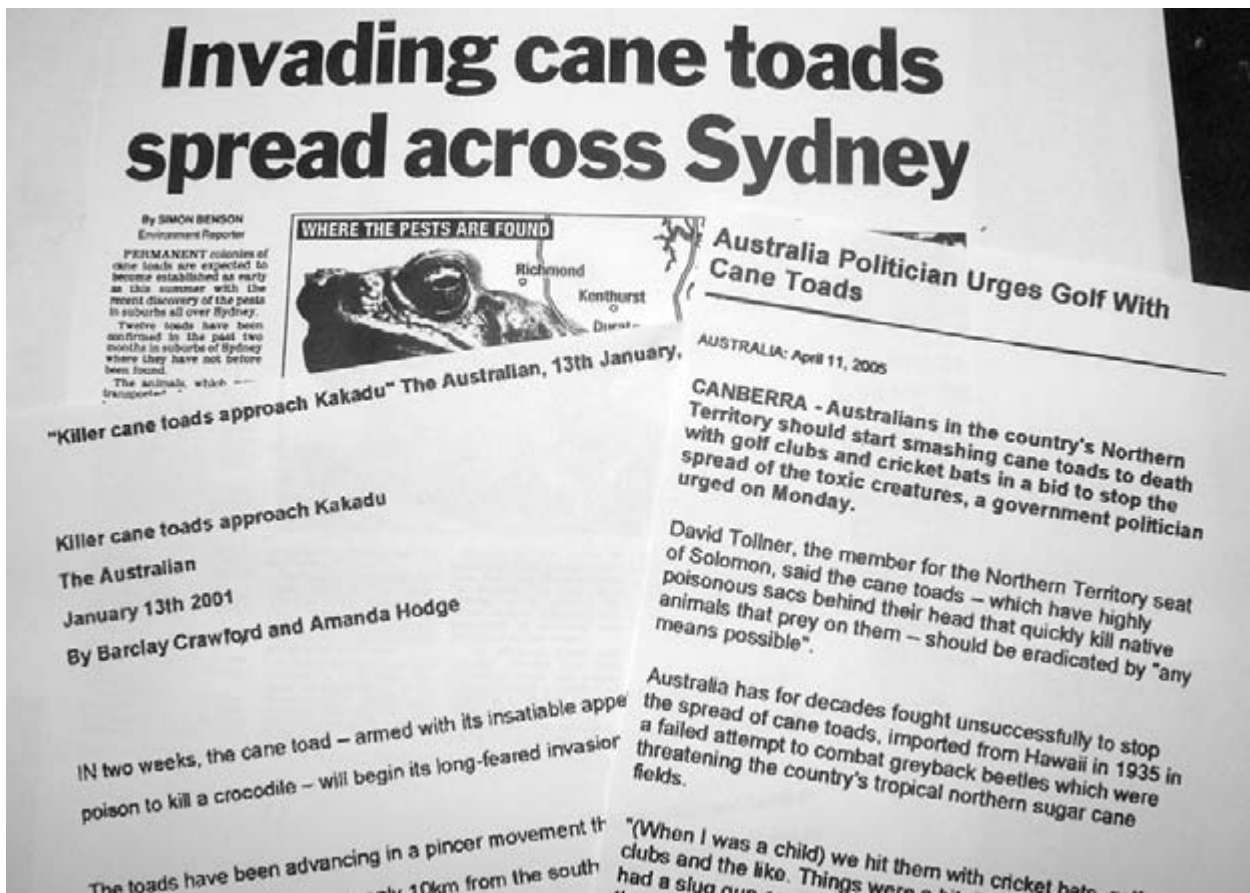 Invading cane toads
spread across Sydney
By SIMON BENSON
Environment Reporter
PERMANENT colonies of
cane toads are expected to
become established as early
as this summer with the
recent discovery of the pests
in suburbs all over Sydney.
Twelve toads have been
confirmed in the past two
months in suburbs of Sydney
where they have not before
been found.
The animals, which
transported
WHERE THE PESTS ARE FOUND
Richmond
Kenthurst
"Killer cane toads approach Kakadu" The Australian, 13th January,
Killer cane toads approach Kakadu
The Australian
January 13th 2001
By Barclay Crawford and Amanda Hodge
IN two weeks, the cane toad – armed with its insatiable
poison to kill a crocodile – will begin its long-feared invasion
The toads have been advancing in a pincer movement
10km from the south
Australia Politician Urges Golf With
Cane Toads
AUSTRALIA: April 11, 2005
CANBERRA - Australians in the country's Northern
Territory should start smashing cane toads to death
with golf clubs and cricket bats in a bid to stop the
spread of the toxic creatures, a government politician
urged on Monday.
David Tollner, the member for the Northern Territory seat
of Solomon, said the cane toads – which have highly
poisonous sacs behind their head that quickly kill native
animals that prey on them – should be eradicated by "any
means possible".
Australia has for decades fought unsuccessfully to stop
the spread of cane toads, imported from Hawaii in 1935 in
a failed attempt to combat greyback beetles which were
threatening the country's tropical northern sugar cane
fields.
"(When I was a child) we hit them with cricket bats,
clubs and the like. Things were a
had a slug gun